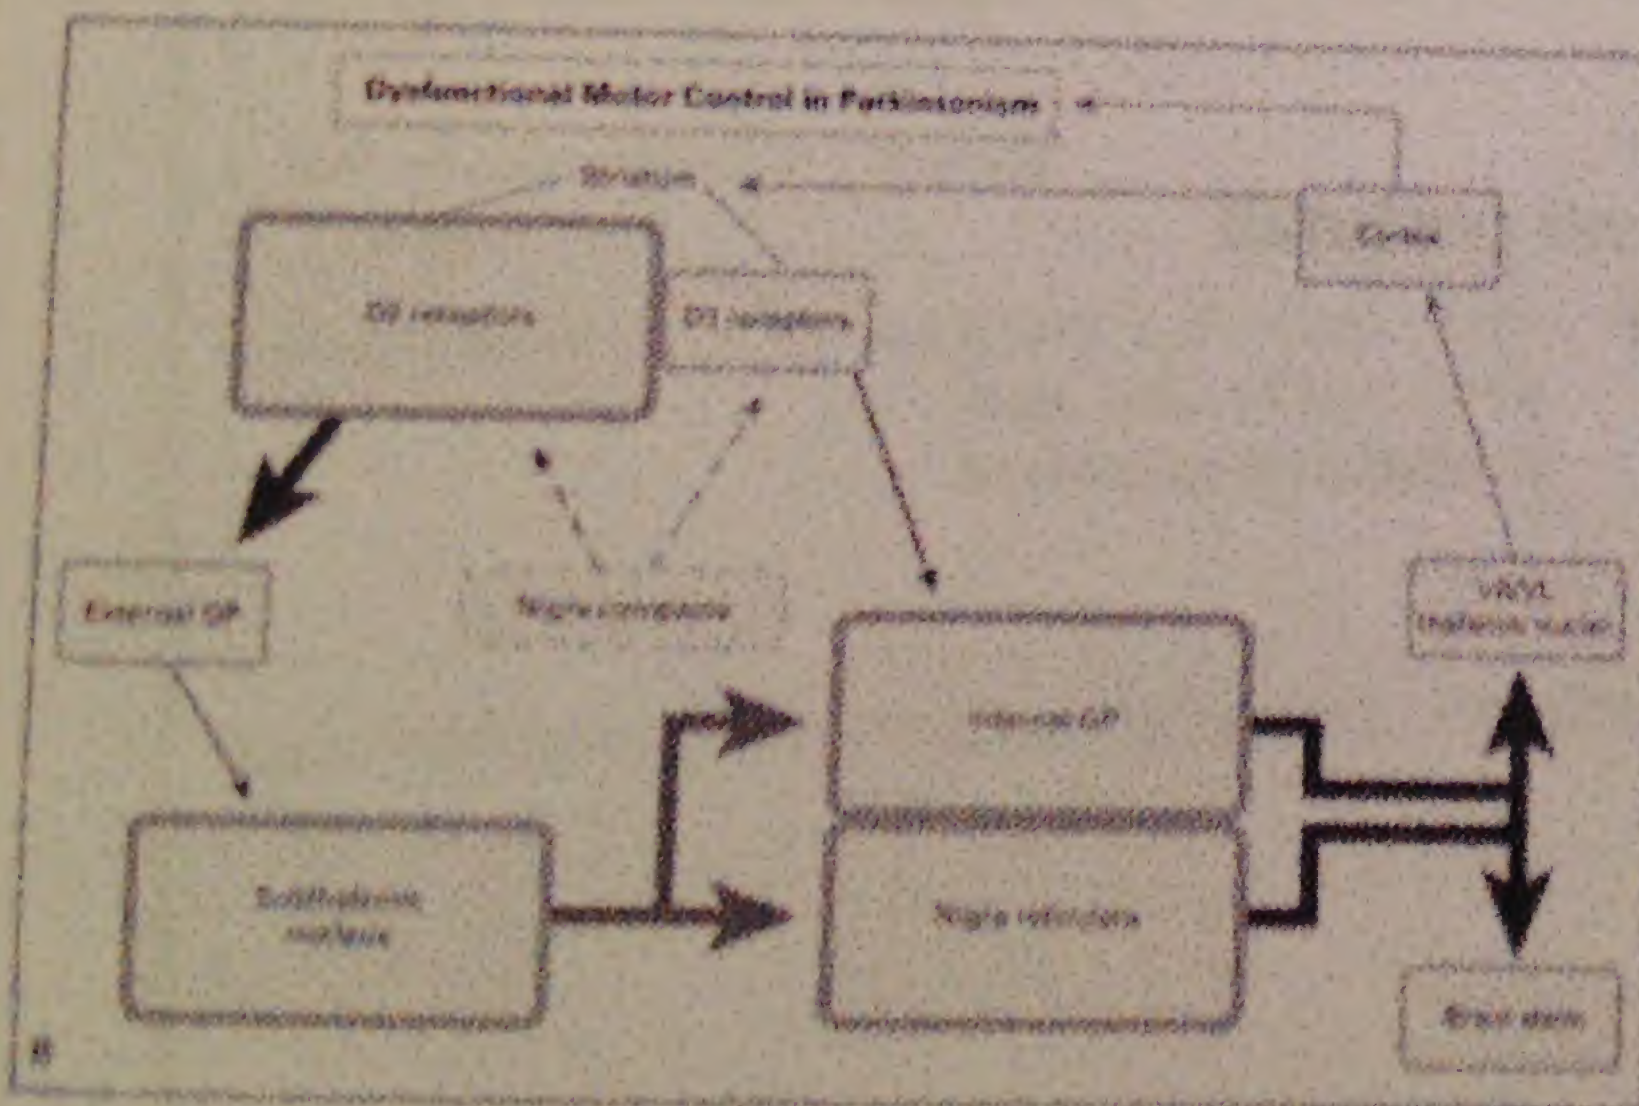 Dysfunctional Motor Control in Parkinsonism
Striatum
Cortex
D2 receptors
D1 receptors
External GP
Nigra compacta
VA/VL
thalamic nuclei
Internal GP
Subthalamic
nucleus
Nigra reticulata
Brain stem
B